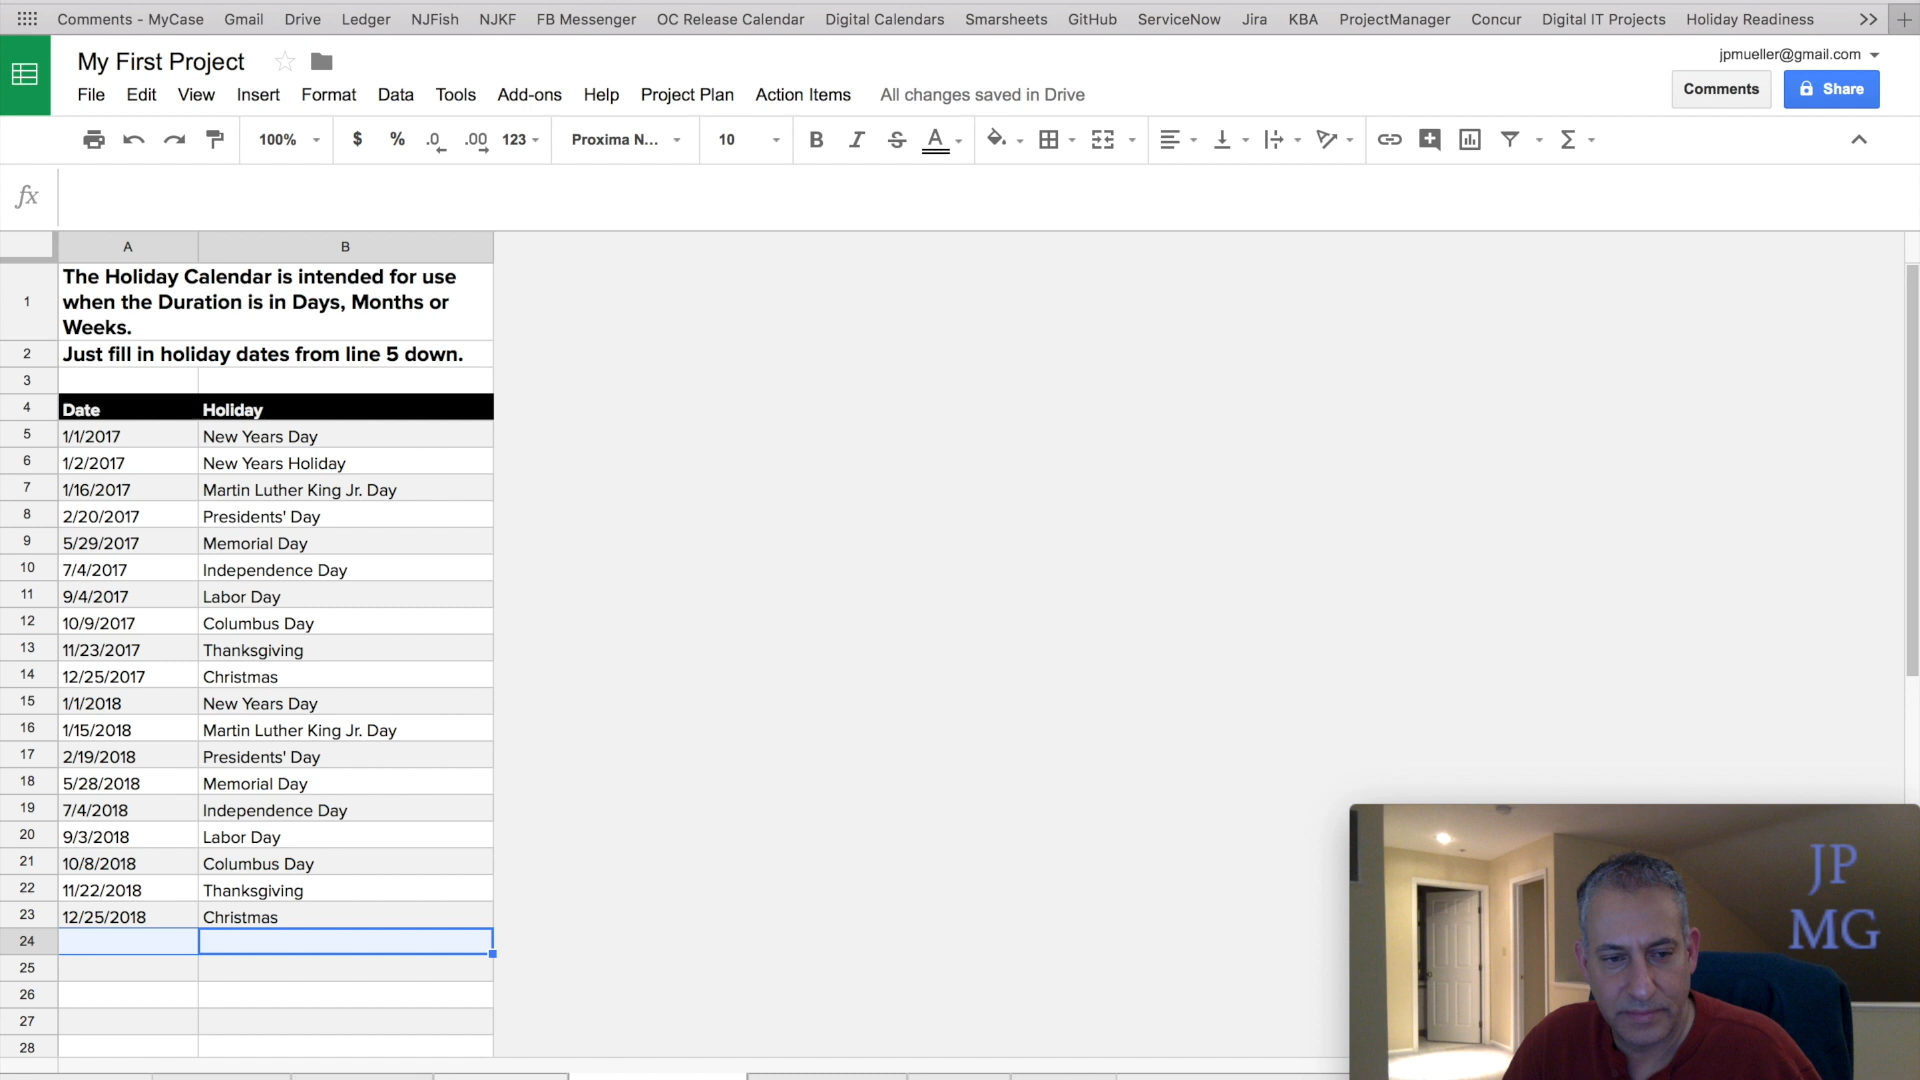 Comments - MyCase Gmail Drive Ledger NJFish NJKF FB Messenger OC Release Calendar Digital Calendars Smarsheets GitHub ServiceNow Jira KBA ProjectManager Concur Digital IT Projects Holiday Readiness >> +
My First Project
jpmueller@gmail.com
File Edit View Insert Format Data Tools Add-ons Help Project Plan Action Items All changes saved in Drive
Comments Share
100% $ % .0 .00 123 Proxima N... 10 B I S A Σ
fx
A B
1 The Holiday Calendar is intended for use
when the Duration is in Days, Months or
Weeks.
2 Just fill in holiday dates from line 5 down.
3
4 Date Holiday
5 1/1/2017 New Years Day
6 1/2/2017 New Years Holiday
7 1/16/2017 Martin Luther King Jr. Day
8 2/20/2017 Presidents' Day
9 5/29/2017 Memorial Day
10 7/4/2017 Independence Day
11 9/4/2017 Labor Day
12 10/9/2017 Columbus Day
13 11/23/2017 Thanksgiving
14 12/25/2017 Christmas
15 1/1/2018 New Years Day
16 1/15/2018 Martin Luther King Jr. Day
17 2/19/2018 Presidents' Day
18 5/28/2018 Memorial Day
19 7/4/2018 Independence Day
20 9/3/2018 Labor Day
21 10/8/2018 Columbus Day
22 11/22/2018 Thanksgiving
23 12/25/2018 Christmas
24
25
26
27
28
JP
MG